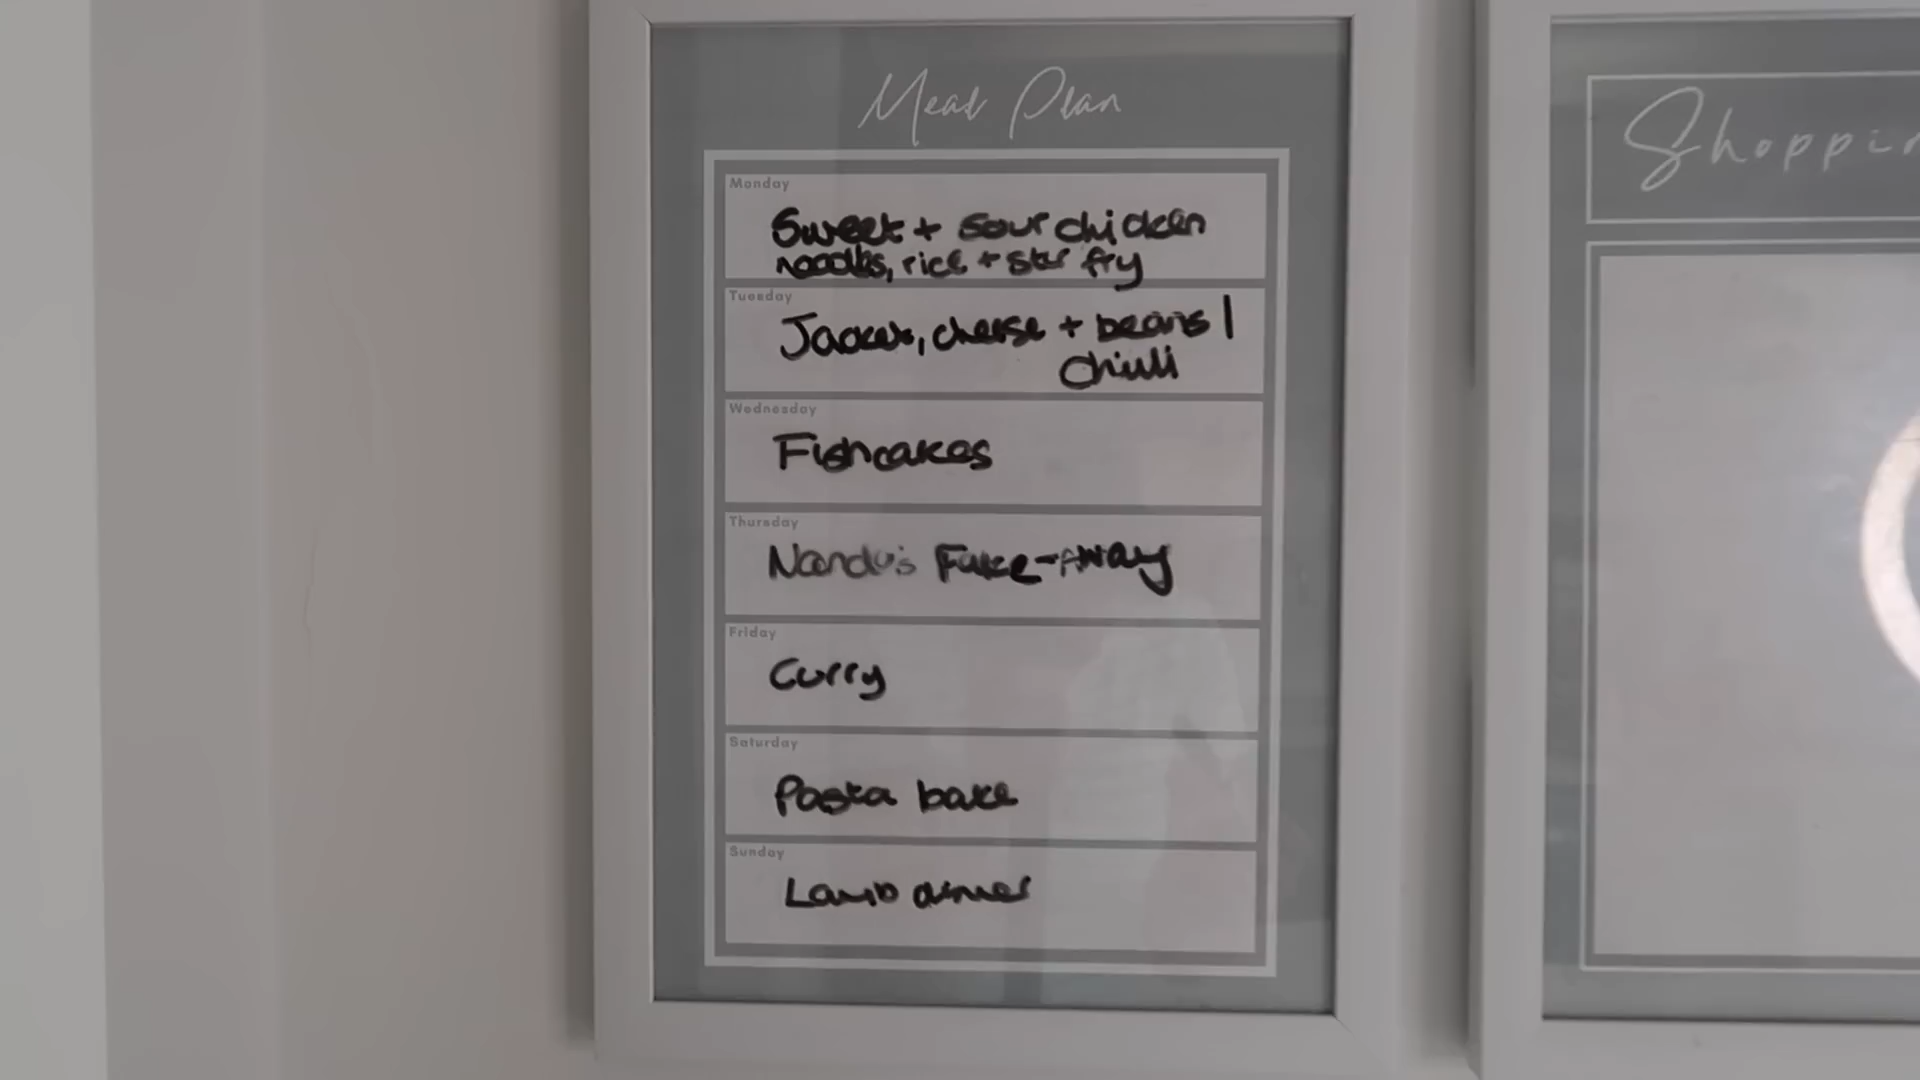 Meal Plan
Monday
Sweet + sour chicken
noodles, rice + stir fry
Tuesday
Jacket, cheese + beans /
Chilli
Wednesday
Fishcakes
Thursday
Nando's Fake-Away
Friday
Curry
Saturday
Pasta bake
Sunday
Lamb dinner
Shoppin